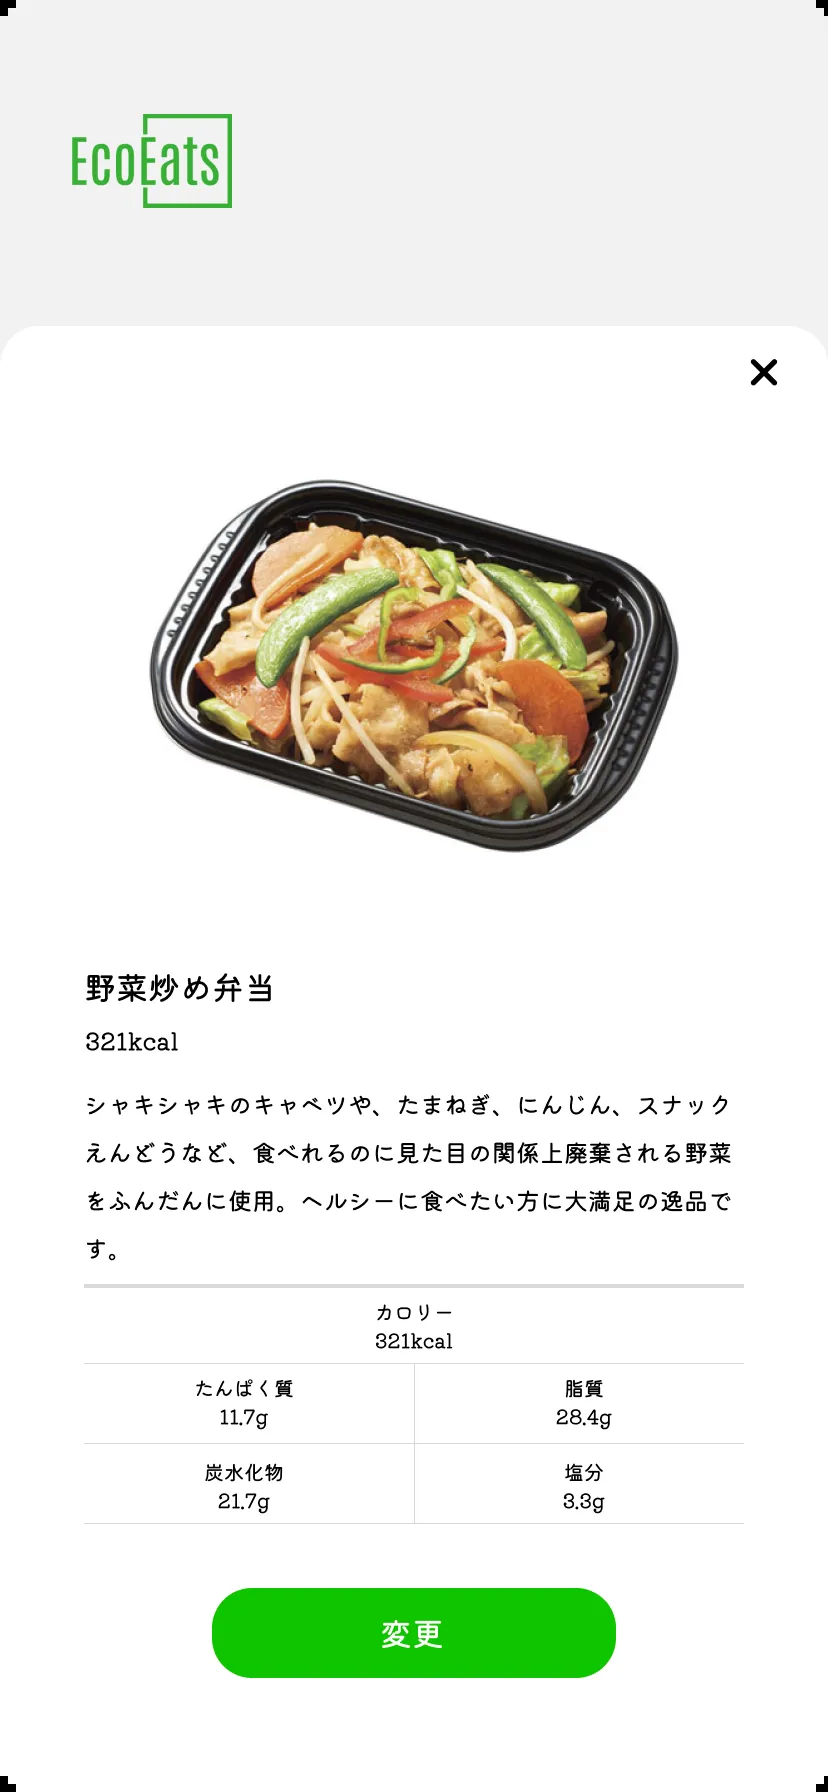 EcoEats
野菜炒め弁当
321kcal
シャキシャキのキャベツや、たまねぎ、にんじん、スナック
えんどうなど、食べれるのに見た目の関係上廃棄される野菜
をふんだんに使用。ヘルシーに食べたい方に大満足の逸品で
す。
カロリー
321kcal
たんぱく質
11.7g
脂質
28.4g
炭水化物
21.7g
塩分
3.3g
変更